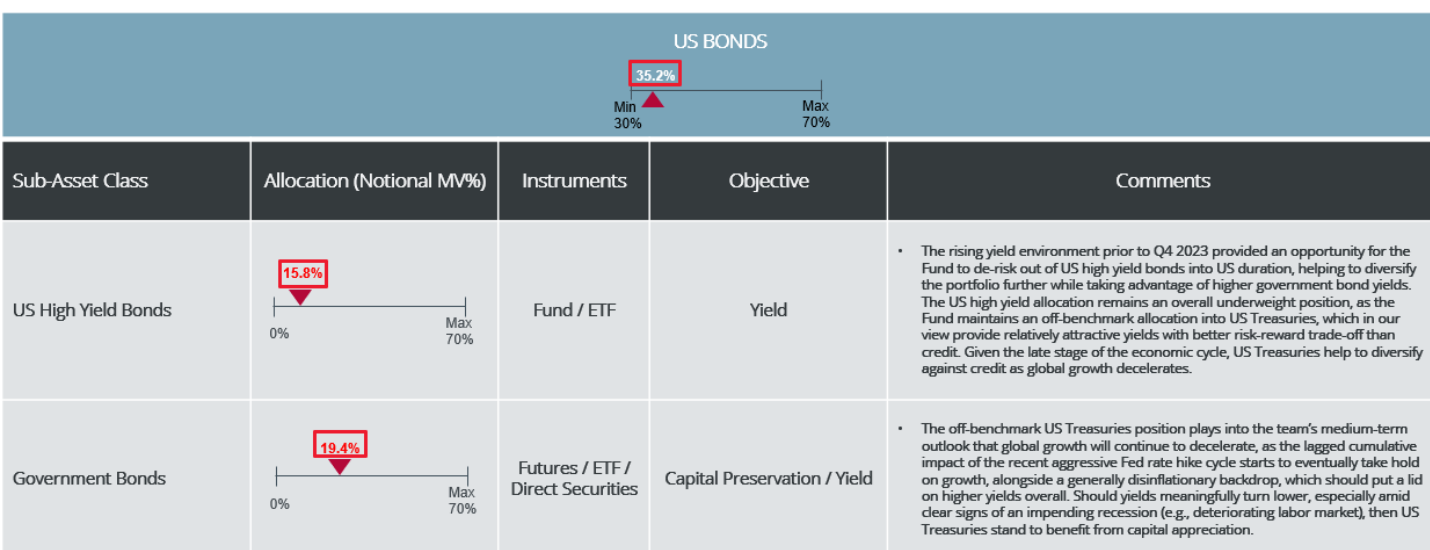 US BONDS
35.2%
Min
30%
Max
70%
Sub-Asset Class
Allocation (Notional MV%)
Instruments
Objective
Comments
US High Yield Bonds
15.8%
0%
Max
70%
Fund / ETF
Yield
• The rising yield environment prior to Q4 2023 provided an opportunity for the
Fund to de-risk out of US high yield bonds into US duration, helping to diversify
the portfolio further while taking advantage of higher government bond yields.
The US high yield allocation remains an overall underweight position, as the
Fund maintains an off-benchmark allocation into US Treasuries, which in our
view provide relatively attractive yields with better risk-reward trade-off than
credit. Given the late stage of the economic cycle, US Treasuries help to diversify
against credit as global growth decelerates.
Government Bonds
19.4%
0%
Max
70%
Futures / ETF /
Direct Securities
Capital Preservation / Yield
• The off-benchmark US Treasuries position plays into the team's medium-term
outlook that global growth will continue to decelerate, as the lagged cumulative
impact of the recent aggressive Fed rate hike cycle starts to eventually take hold
on growth, alongside a generally disinflationary backdrop, which should put a lid
on higher yields overall. Should yields meaningfully turn lower, especially amid
clear signs of an impending recession (e.g., deteriorating labor market), then US
Treasuries stand to benefit from capital appreciation.